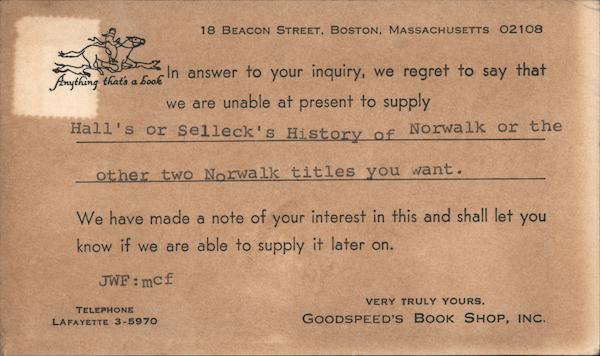 18 Beacon Street, Boston, Massachusetts 02108
Anything that's a book
In answer to your inquiry, we regret to say that
we are unable at present to supply
Hall's or Selleck's History of Norwalk or the
other two Norwalk titles you want.
We have made a note of your interest in this and shall let you
know if we are able to supply it later on.
JWF:mcf
Telephone
LAfayette 3-5970
very truly yours,
Goodspeed's Book Shop, Inc.